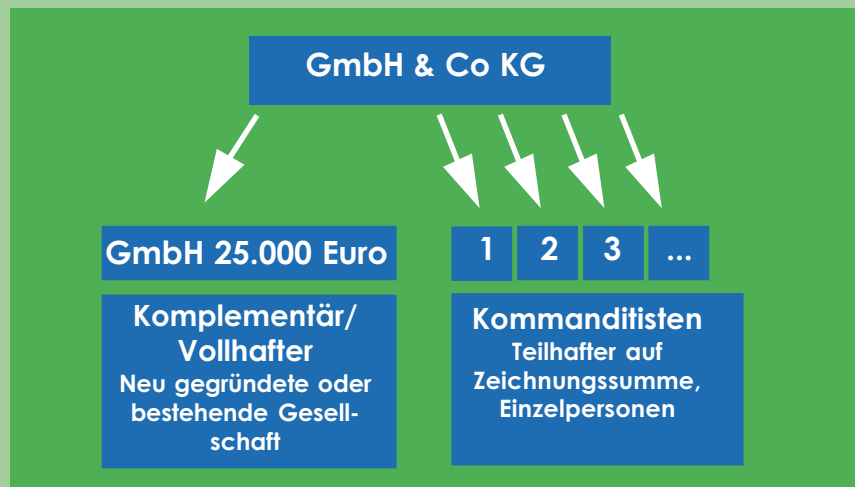 GmbH & Co KG
GmbH 25.000 Euro
1 2 3 ...
Komplementär/
Vollhafter
Neu gegründete oder
bestehende Gesell-
schaft
Kommanditisten
Teilhafter auf
Zeichnungssumme,
Einzelpersonen